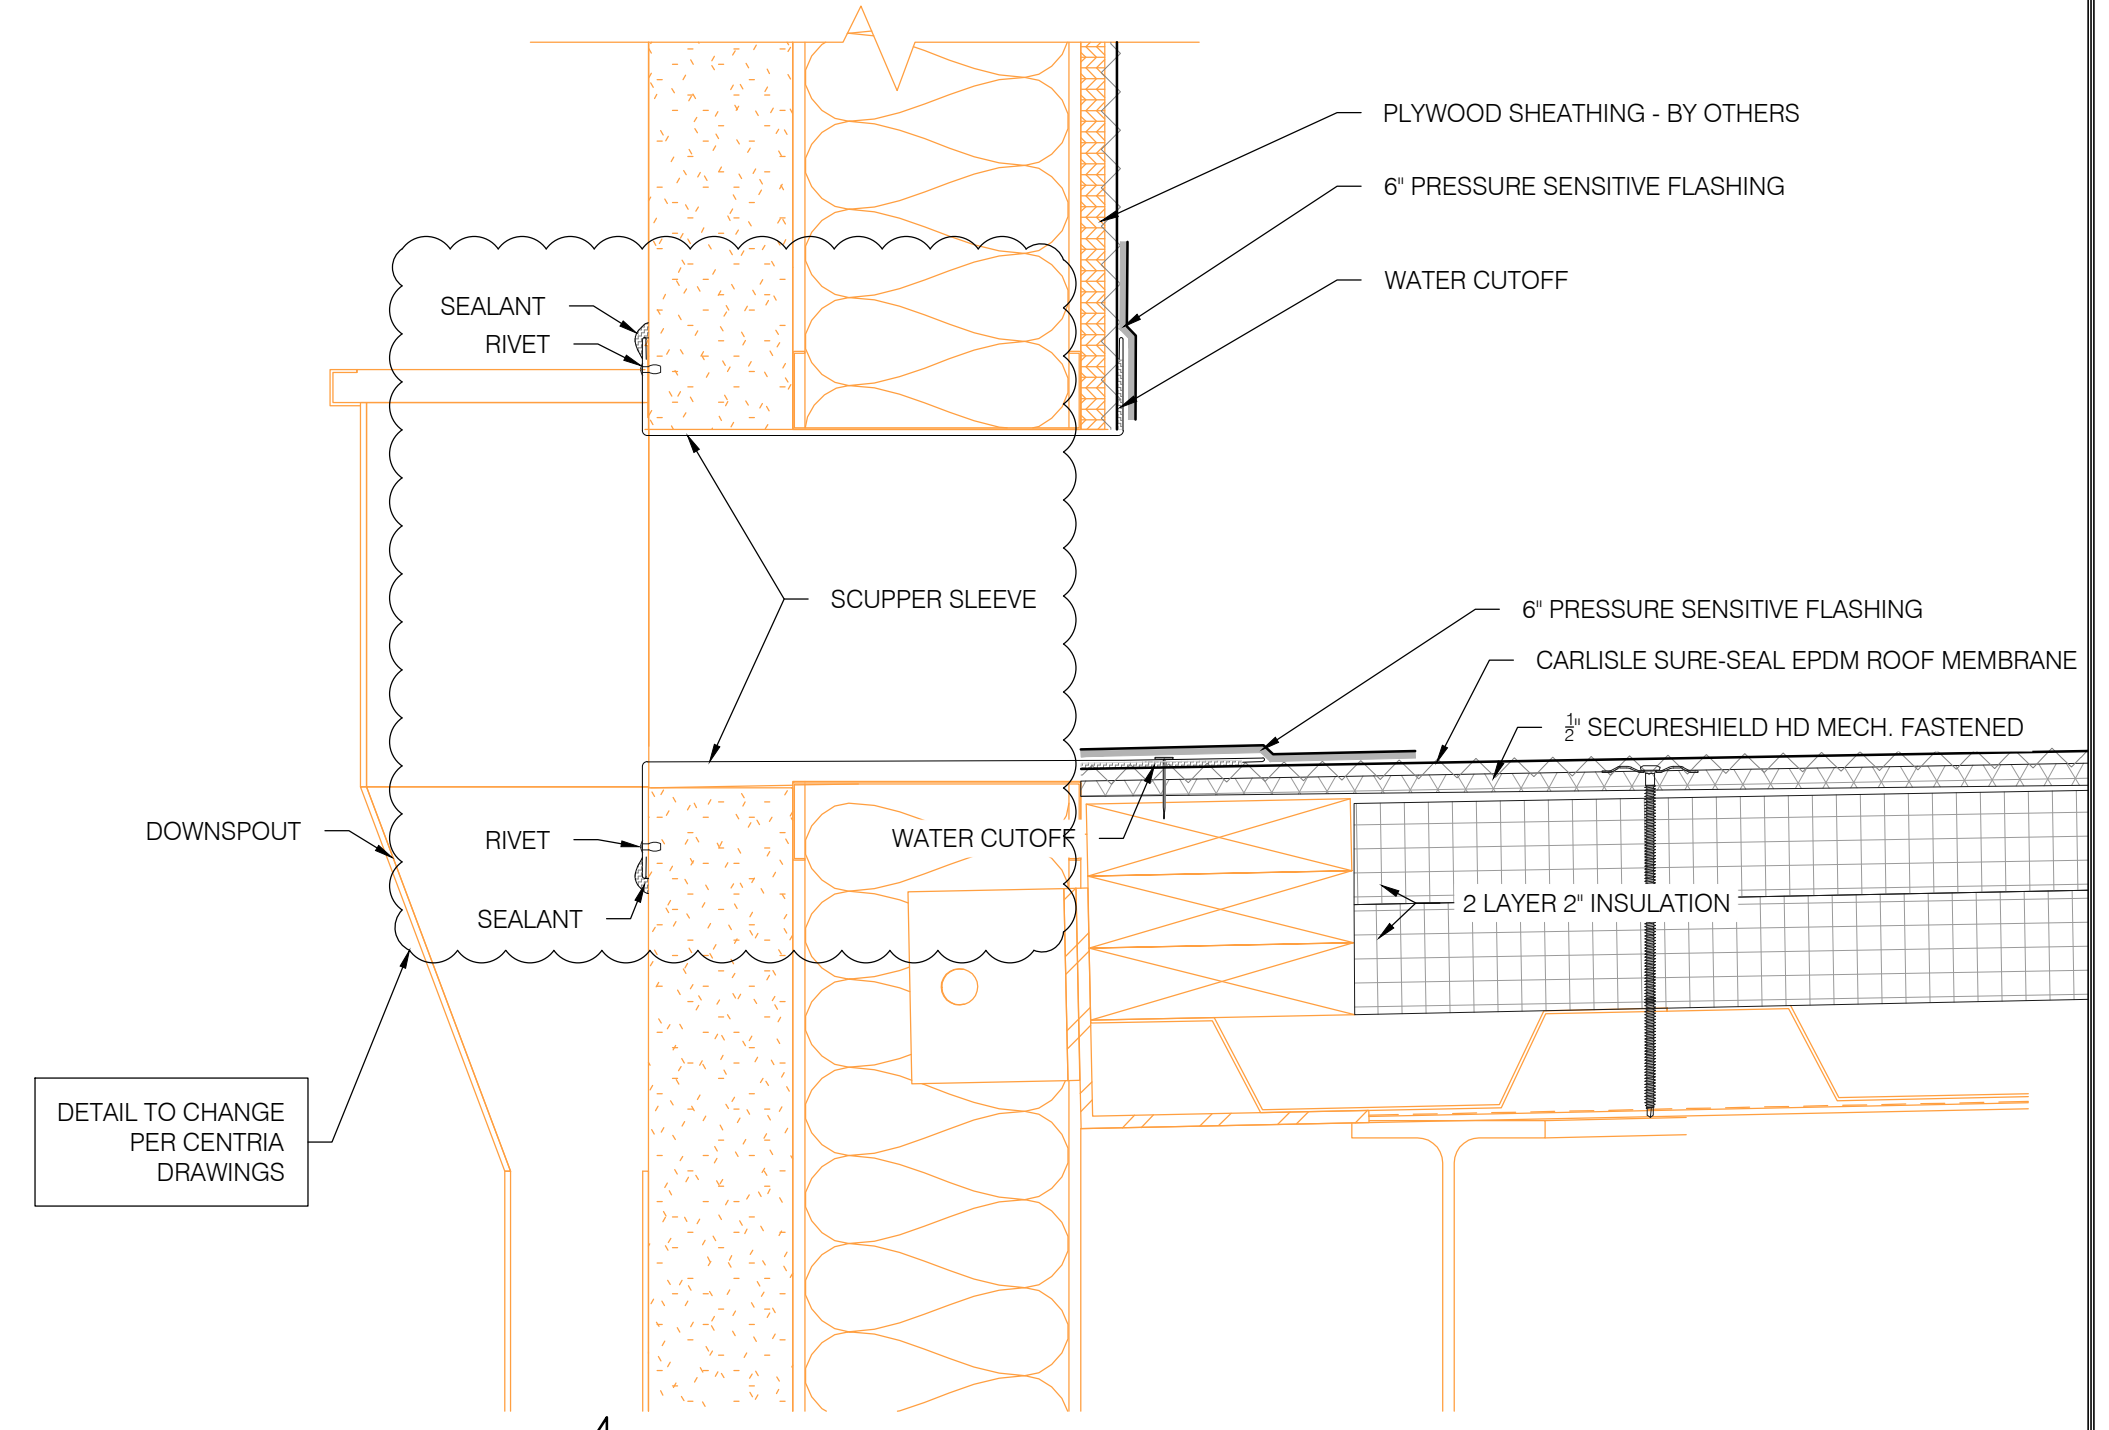 PLYWOOD SHEATHING - BY OTHERS
6" PRESSURE SENSITIVE FLASHING
WATER CUTOFF
SEALANT
RIVET
SCUPPER SLEEVE
6" PRESSURE SENSITIVE FLASHING
CARLISLE SURE-SEAL EPDM ROOF MEMBRANE
½" SECURESHIELD HD MECH. FASTENED
DOWNSPOUT
RIVET
WATER CUTOFF
SEALANT
2 LAYER 2" INSULATION
DETAIL TO CHANGE
PER CENTRIA
DRAWINGS